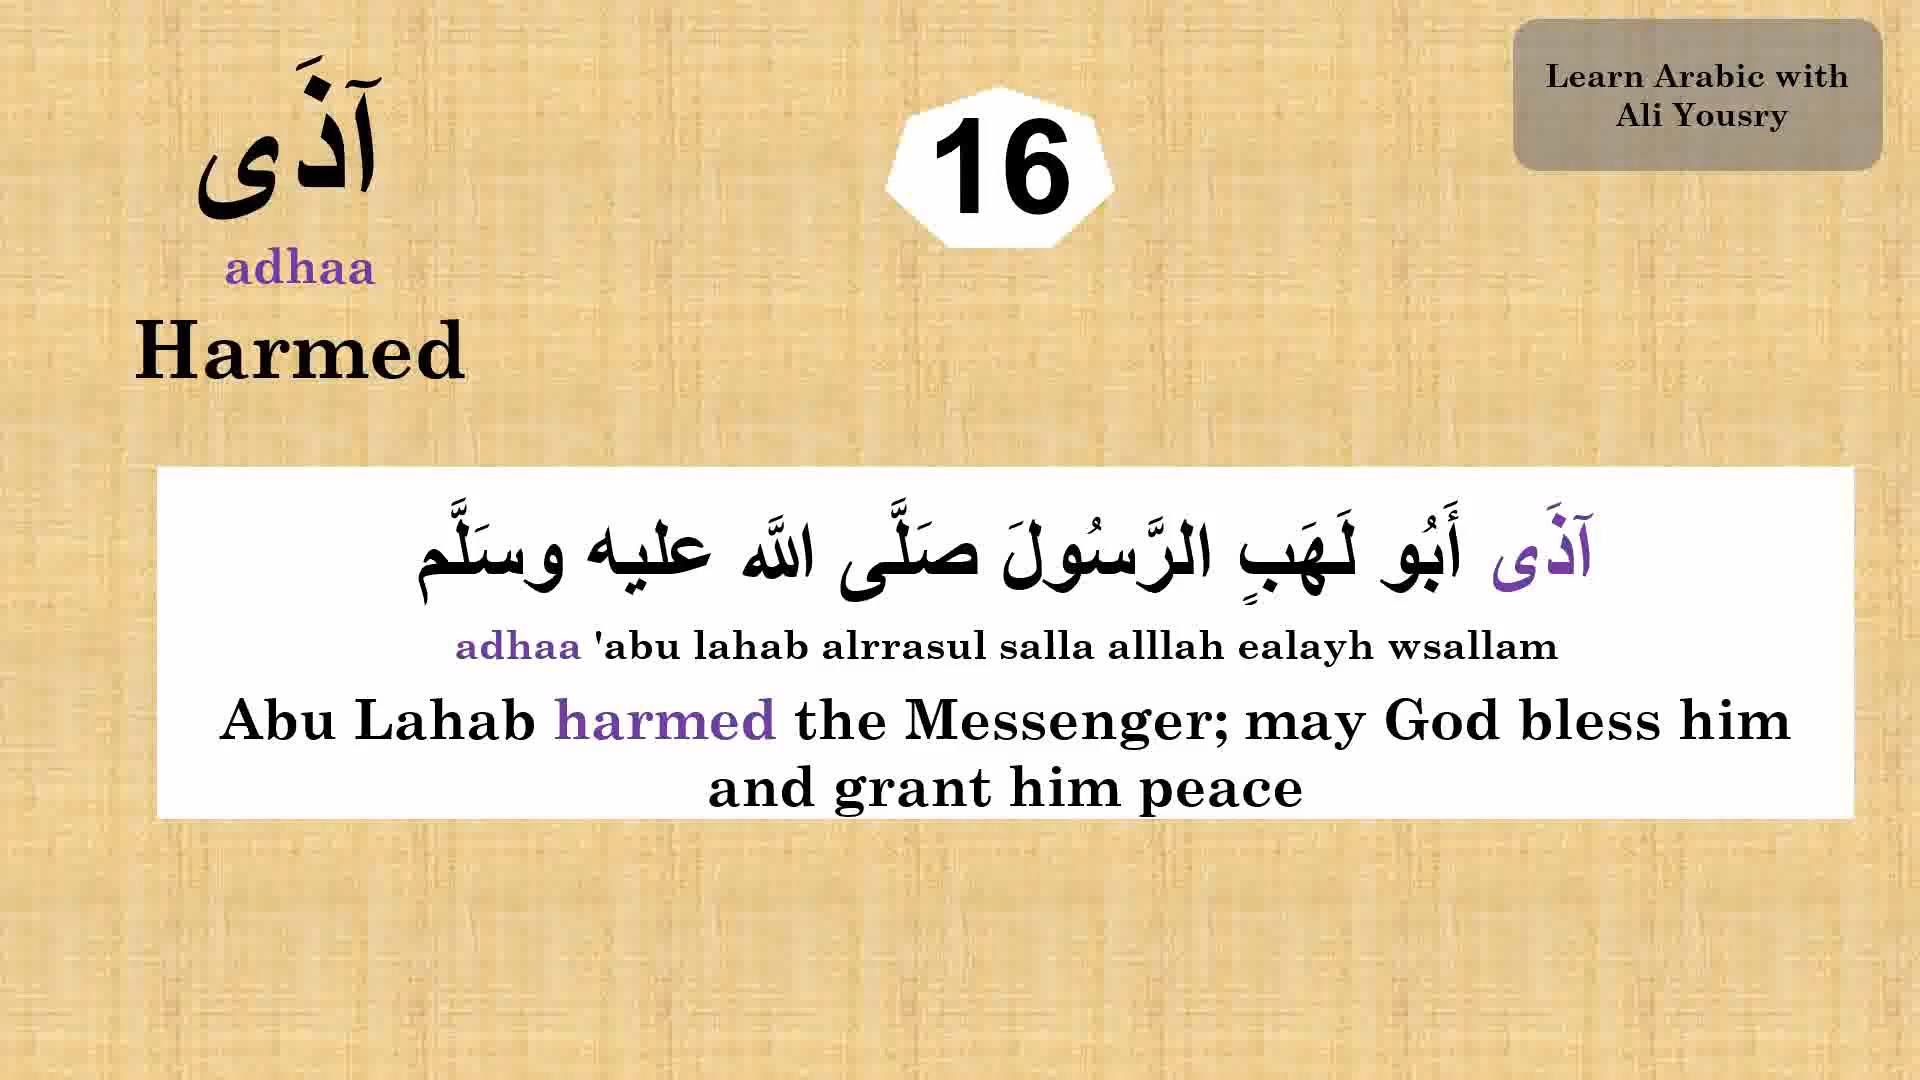 Learn Arabic with
Ali Yousry
16
آذَى
adhaa
Harmed
آذَى أَبُو لَهَبٍ الرَّسُولَ صَلَّى اللَّه عليه وسَلَّم
adhaa 'abu lahab alrrasul salla alllah ealayh wsallam
Abu Lahab harmed the Messenger; may God bless him
and grant him peace